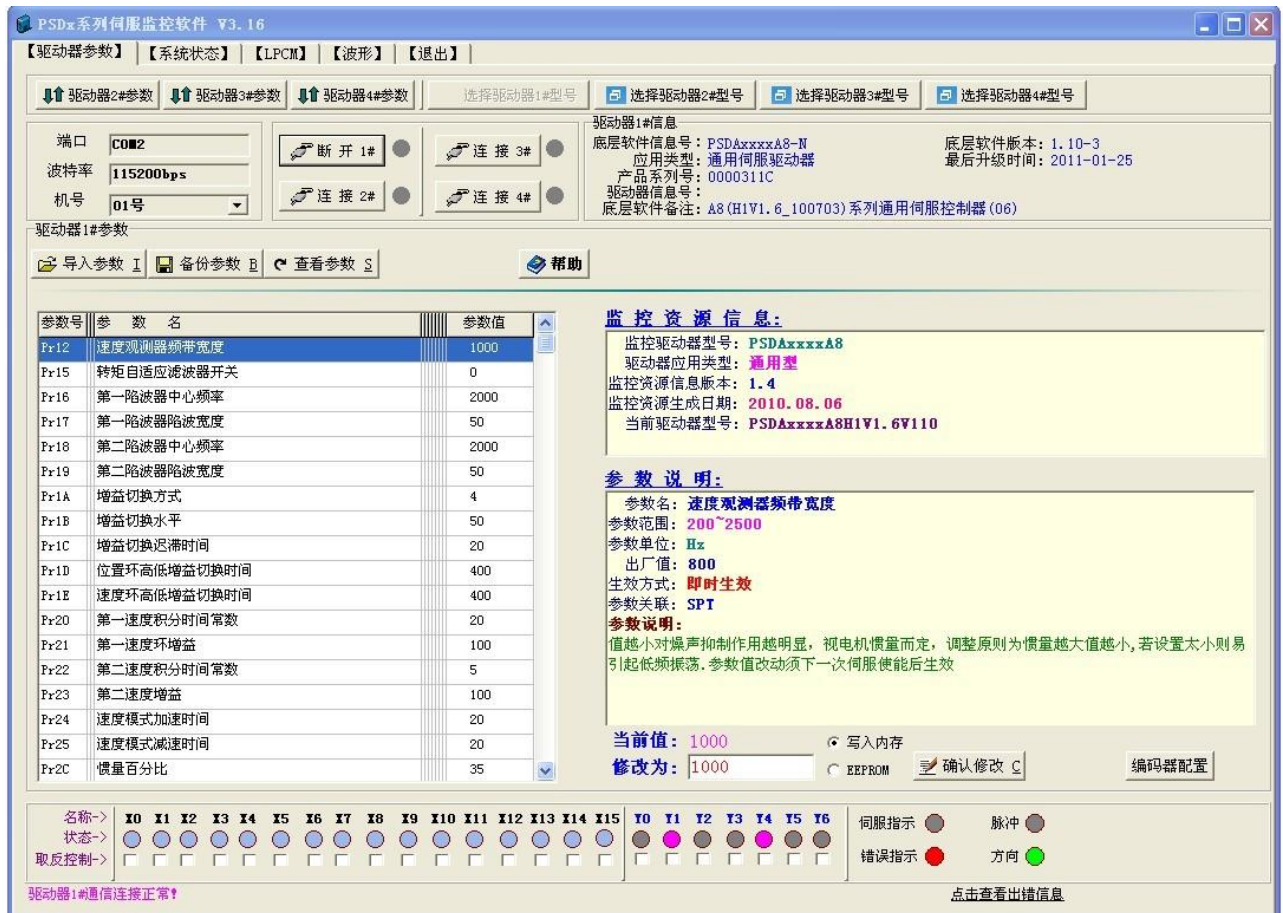 PSDx系列伺服监控软件 V3.16
【驱动器参数】 【系统状态】 【LPCM】 【波形】 【退出】
驱动器2#参数 驱动器3#参数 驱动器4#参数 选择驱动器1#型号 选择驱动器2#型号 选择驱动器3#型号 选择驱动器4#型号
端口 COM2
波特率 115200bps
机号 01号
断 开 1# 连 接 3#
连 接 2# 连 接 4#
驱动器1#信息
底层软件信息号: PSDAxxxxA8-N 底层软件版本: 1.10-3
应用类型: 通用伺服驱动器 最后升级时间: 2011-01-25
产品系列号: 0000311C
驱动器信息号:
底层软件备注: A8(H1V1.6_100703)系列通用伺服控制器(06)
驱动器1#参数
导入参数 I 备份参数 B 查看参数 S 帮助
参数号 参 数 名 参数值
Pr12 速度观测器频带宽度 1000
Pr15 转矩自适应滤波器开关 0
Pr16 第一陷波器中心频率 2000
Pr17 第一陷波器陷波宽度 50
Pr18 第二陷波器中心频率 2000
Pr19 第二陷波器陷波宽度 50
Pr1A 增益切换方式 4
Pr1B 增益切换水平 50
Pr1C 增益切换迟滞时间 20
Pr1D 位置环高低增益切换时间 400
Pr1E 速度环高低增益切换时间 400
Pr20 第一速度积分时间常数 20
Pr21 第一速度环增益 100
Pr22 第二速度积分时间常数 5
Pr23 第二速度增益 100
Pr24 速度模式加速时间 20
Pr25 速度模式减速时间 20
Pr2C 惯量百分比 35
监 控 资 源 信 息:
监控驱动器型号: PSDAxxxxA8
驱动器应用类型: 通用型
监控资源信息版本: 1.4
监控资源生成日期: 2010.08.06
当前驱动器型号: PSDAxxxxA8H1V1.6V110
参 数 说 明:
参数名: 速度观测器频带宽度
参数范围: 200~2500
参数单位: Hz
出厂值: 800
生效方式: 即时生效
参数关联: SPT
参数说明:
值越小对燥声抑制作用越明显, 视电机惯量而定, 调整原则为惯量越大值越小,若设置太小则易
引起低频振荡.参数值改动须下一次伺服使能后生效
当前值: 1000 写入内存
修改为: 1000 EEPROM 确认修改 C 编码器配置
名称-> X0 X1 X2 X3 X4 X5 X6 X7 X8 X9 X10 X11 X12 X13 X14 X15 Y0 Y1 Y2 Y3 Y4 Y5 Y6 伺服指示 脉冲
状态->
取反控制-> 错误指示 方向
驱动器1#通信连接正常!
点击查看出错信息